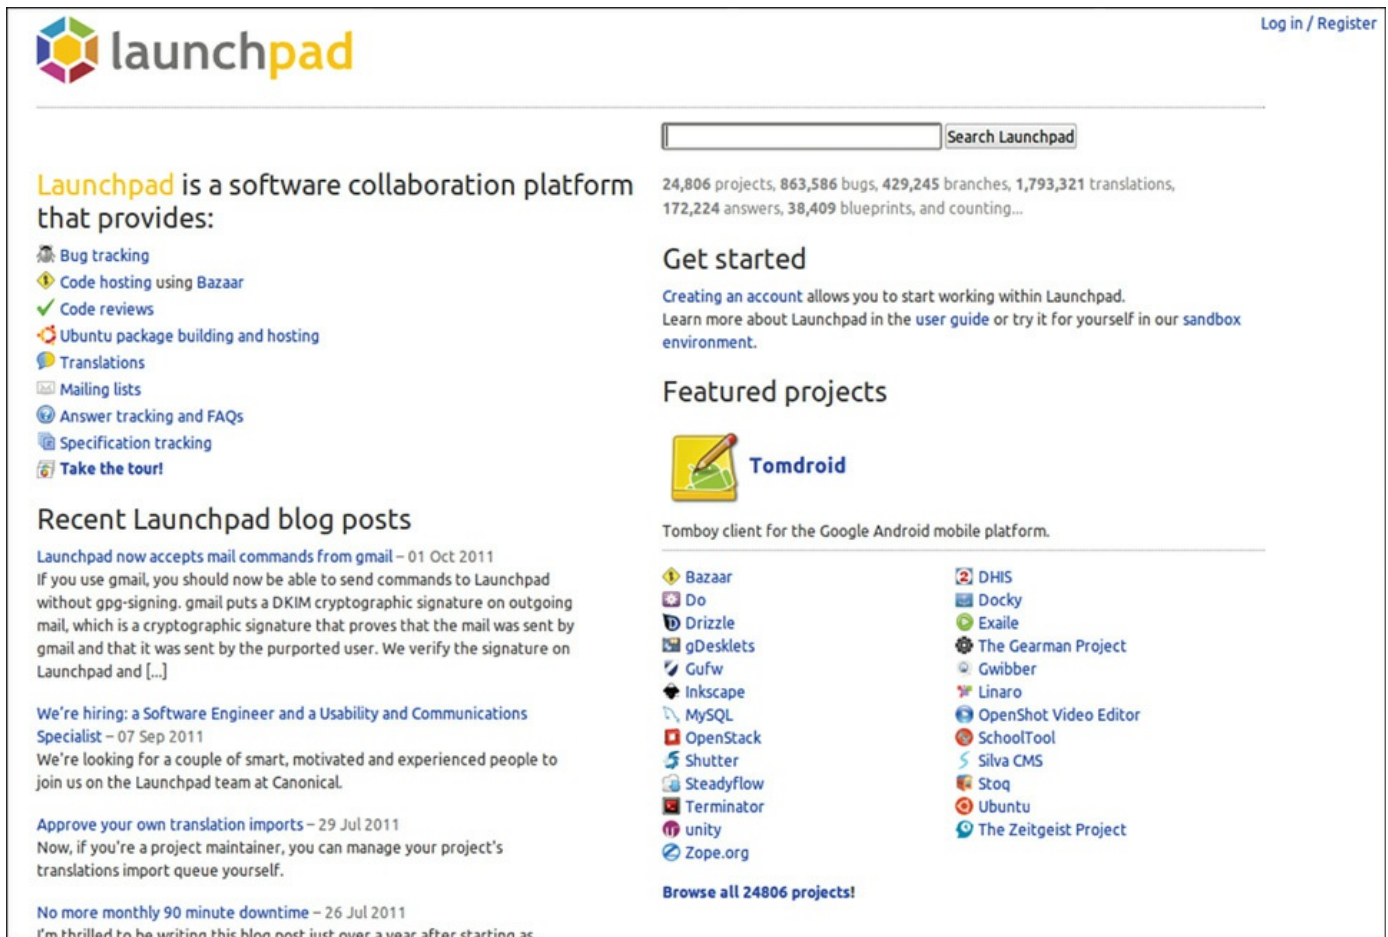 launchpad
Log in / Register
Search Launchpad
Launchpad is a software collaboration platform
that provides:
Bug tracking
Code hosting using Bazaar
Code reviews
Ubuntu package building and hosting
Translations
Mailing lists
Answer tracking and FAQs
Specification tracking
Take the tour!
Recent Launchpad blog posts
Launchpad now accepts mail commands from gmail – 01 Oct 2011
If you use gmail, you should now be able to send commands to Launchpad
without gpg-signing. gmail puts a DKIM cryptographic signature on outgoing
mail, which is a cryptographic signature that proves that the mail was sent by
gmail and that it was sent by the purported user. We verify the signature on
Launchpad and [...]
We're hiring: a Software Engineer and a Usability and Communications
Specialist – 07 Sep 2011
We're looking for a couple of smart, motivated and experienced people to
join us on the Launchpad team at Canonical.
Approve your own translation imports – 29 Jul 2011
Now, if you're a project maintainer, you can manage your project's
translations import queue yourself.
No more monthly 90 minute downtime – 26 Jul 2011
I'm thrilled to be writing this blog post just over a year after starting as
24,806 projects, 863,586 bugs, 429,245 branches, 1,793,321 translations,
172,224 answers, 38,409 blueprints, and counting...
Get started
Creating an account allows you to start working within Launchpad.
Learn more about Launchpad in the user guide or try it for yourself in our sandbox
environment.
Featured projects
Tomdroid
Tomboy client for the Google Android mobile platform.
Bazaar
Do
Drizzle
gDesklets
Gufw
Inkscape
MySQL
OpenStack
Shutter
Steadyflow
Terminator
unity
Zope.org
DHIS
Docky
Exaile
The Gearman Project
Gwibber
Linaro
OpenShot Video Editor
SchoolTool
Silva CMS
Stoq
Ubuntu
The Zeitgeist Project
Browse all 24806 projects!